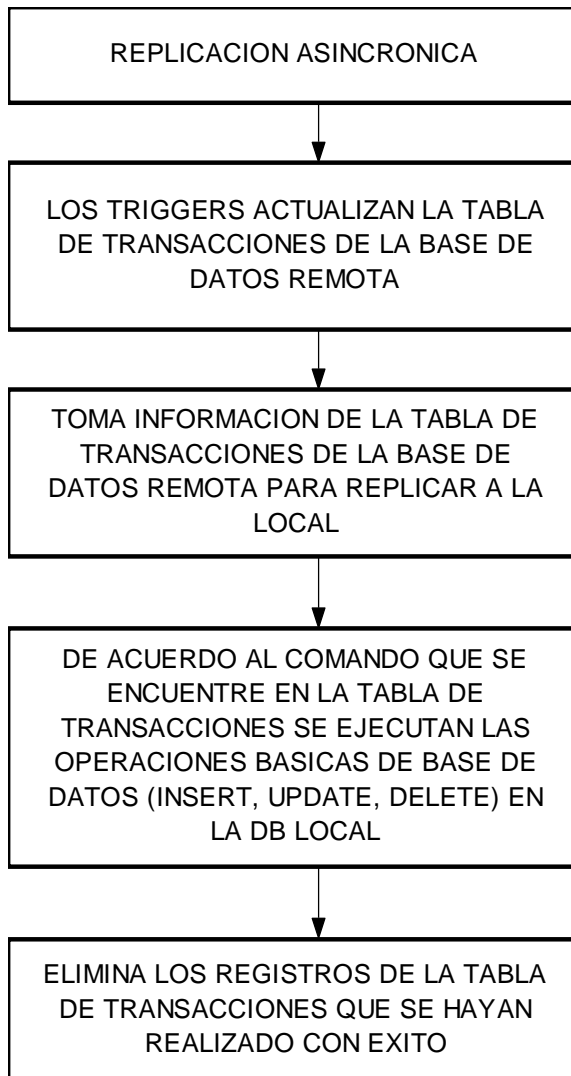 REPLICACION ASINCRONICA
LOS TRIGGERS ACTUALIZAN LA TABLA
DE TRANSACCIONES DE LA BASE DE
DATOS REMOTA
TOMA INFORMACION DE LA TABLA DE
TRANSACCIONES DE LA BASE DE
DATOS REMOTA PARA REPLICAR A LA
LOCAL
DE ACUERDO AL COMANDO QUE SE
ENCUENTRE EN LA TABLA DE
TRANSACCIONES SE EJECUTAN LAS
OPERACIONES BASICAS DE BASE DE
DATOS (INSERT, UPDATE, DELETE) EN
LA DB LOCAL
ELIMINA LOS REGISTROS DE LA TABLA
DE TRANSACCIONES QUE SE HAYAN
REALIZADO CON EXITO